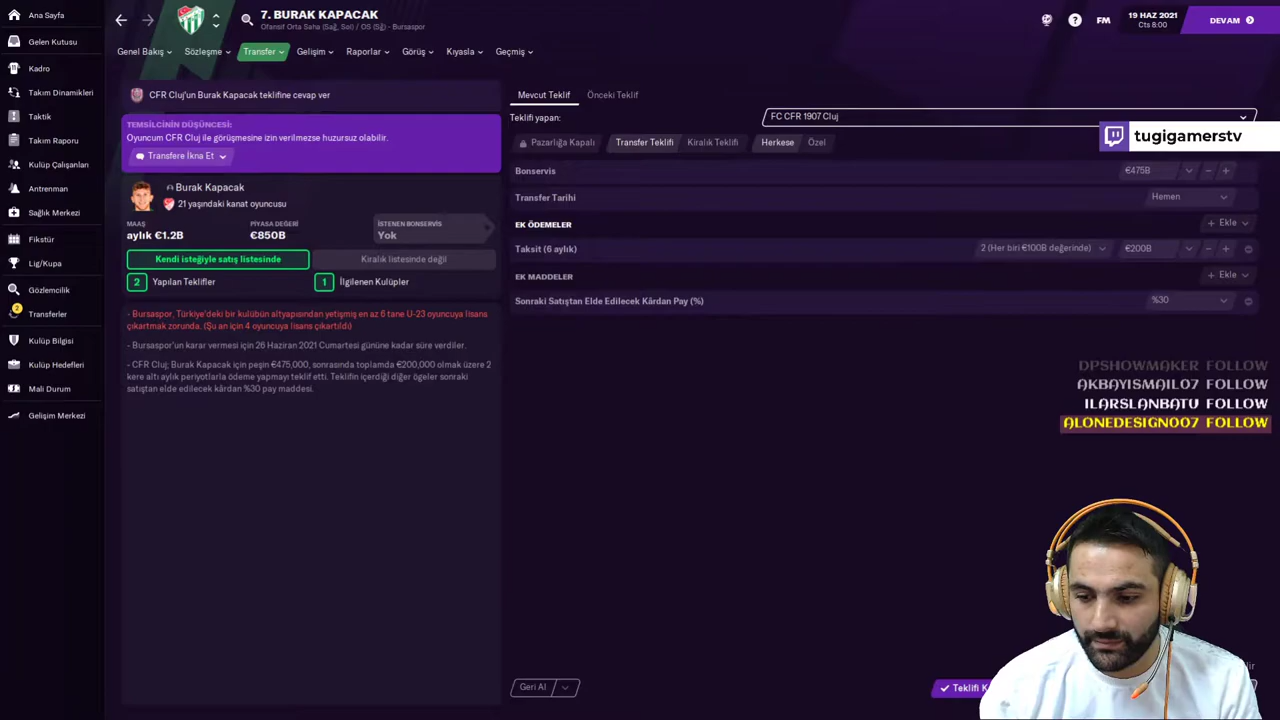 Ana Sayfa
Gelen Kutusu
Kadro
Takım Dinamikleri
Taktik
Takım Raporu
Kulüp Çalışanları
Antrenman
Sağlık Merkezi
Fikstür
Lig/Kupa
Gözlemcilik
2
Transferler
Kulüp Bilgisi
Kulüp Hedefleri
Mali Durum
Gelişim Merkezi
7. BURAK KAPACAK
Ofansif Orta Saha (Sağ, Sol) / OS (Sğ) - Bursaspor
FM
19 HAZ 2021
Cts 8:00
DEVAM
Genel Bakış
Sözleşme
Transfer
Gelişim
Raporlar
Görüş
Kıyasla
Geçmiş
CFR Cluj'un Burak Kapacak teklifine cevap ver
TEMSİLCİNİN DÜŞÜNCESİ:
Oyuncum CFR Cluj ile görüşmesine izin verilmezse huzursuz olabilir.
Transfere İkna Et
Burak Kapacak
21 yaşındaki kanat oyuncusu
MAAŞ
aylık €1.2B
PİYASA DEĞERİ
€850B
İSTENEN BONSERVİS
Yok
Kendi isteğiyle satış listesinde
Kiralık listesinde değil
2 Yapılan Teklifler
1 İlgilenen Kulüpler
- Bursaspor, Türkiye'deki bir kulübün altyapısından yetişmiş en az 6 tane U-23 oyuncuya lisans
çıkartmak zorunda. (Şu an için 4 oyuncuya lisans çıkartıldı)
- Bursaspor'un karar vermesi için 26 Haziran 2021 Cumartesi gününe kadar süre verdiler.
- CFR Cluj; Burak Kapacak için peşin €475,000, sonrasında toplamda €200,000 olmak üzere 2
kere altı aylık periyotlarla ödeme yapmayı teklif etti. Teklifin içerdiği diğer ögeler sonraki
satıştan elde edilecek kârdan %30 pay maddesi.
Mevcut Teklif
Önceki Teklif
Teklifi yapan:
FC CFR 1907 Cluj
Pazarlığa Kapalı
Transfer Teklifi
Kiralık Teklifi
Herkese
Özel
Bonservis
€475B
Transfer Tarihi
Hemen
EK ÖDEMELER
+ Ekle
Taksit (6 aylık)
2 (Her biri €100B değerinde)
€200B
EK MADDELER
+ Ekle
Sonraki Satıştan Elde Edilecek Kârdan Pay (%)
%30
Geri Al
Teklifi
tugigamerstv
DPSHOWMAKER FOLLOW
AKBAYISMAIL07 FOLLOW
ILARSLANBATU FOLLOW
ALONEDESIGN007 FOLLOW